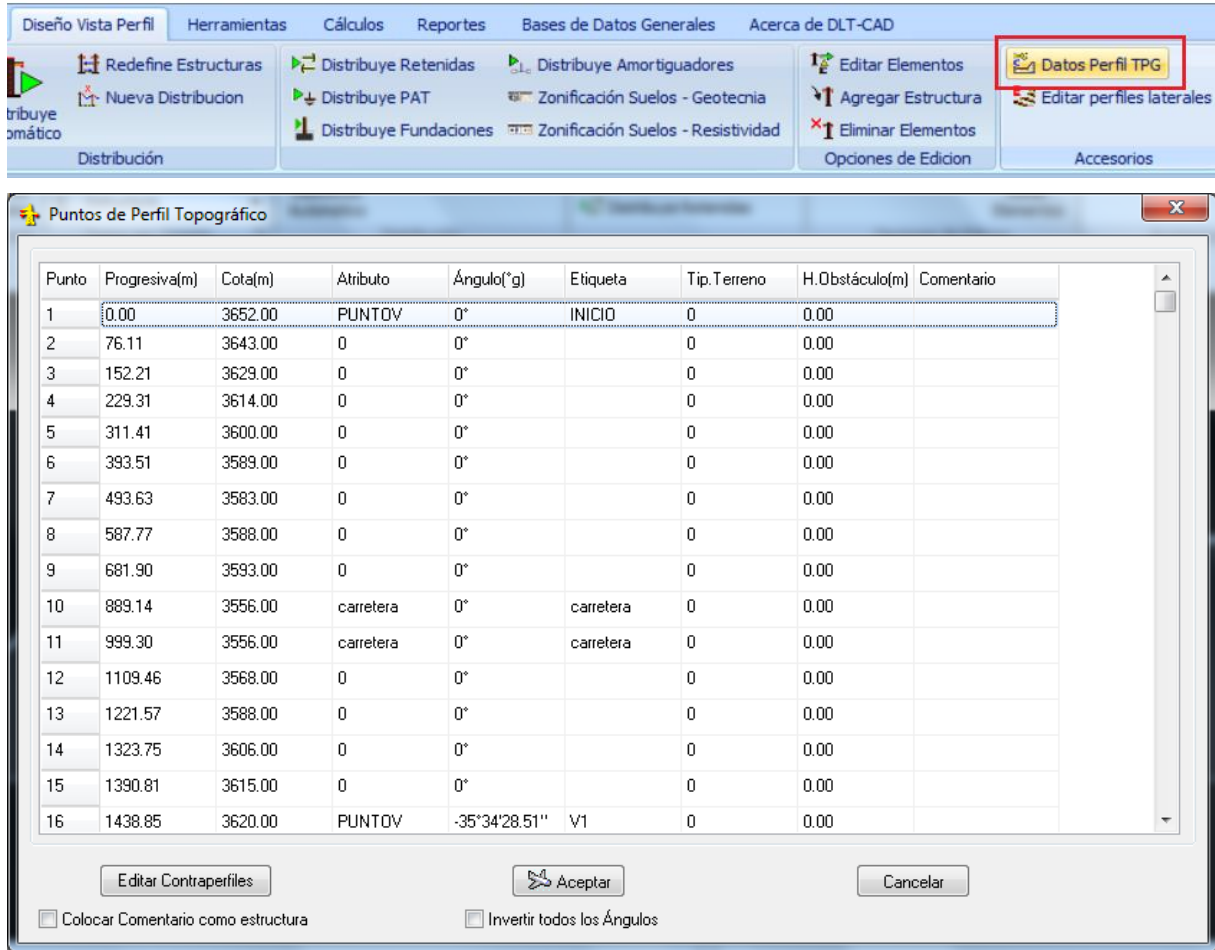 Diseño Vista Perfil Herramientas Cálculos Reportes Bases de Datos Generales Acerca de DLT-CAD
Redefine Estructuras Distribuye Retenidas Distribuye Amortiguadores Editar Elementos Datos Perfil TPG
Nueva Distribucion Distribuye PAT Zonificación Suelos - Geotecnia Agregar Estructura Editar perfiles laterales
tribuye
omático Distribuye Fundaciones Zonificación Suelos - Resistividad Eliminar Elementos
Distribución Opciones de Edicion Accesorios
Puntos de Perfil Topográfico
Punto Progresiva(m) Cota(m) Atributo Ángulo(°g) Etiqueta Tip.Terreno H.Obstáculo(m) Comentario
1 0.00 3652.00 PUNTOV 0° INICIO 0 0.00
2 76.11 3643.00 0 0° 0 0.00
3 152.21 3629.00 0 0° 0 0.00
4 229.31 3614.00 0 0° 0 0.00
5 311.41 3600.00 0 0° 0 0.00
6 393.51 3589.00 0 0° 0 0.00
7 493.63 3583.00 0 0° 0 0.00
8 587.77 3588.00 0 0° 0 0.00
9 681.90 3593.00 0 0° 0 0.00
10 889.14 3556.00 carretera 0° carretera 0 0.00
11 999.30 3556.00 carretera 0° carretera 0 0.00
12 1109.46 3568.00 0 0° 0 0.00
13 1221.57 3588.00 0 0° 0 0.00
14 1323.75 3606.00 0 0° 0 0.00
15 1390.81 3615.00 0 0° 0 0.00
16 1438.85 3620.00 PUNTOV -35°34'28.51'' V1 0 0.00
Editar Contraperfiles Aceptar Cancelar
Colocar Comentario como estructura Invertir todos los Ángulos